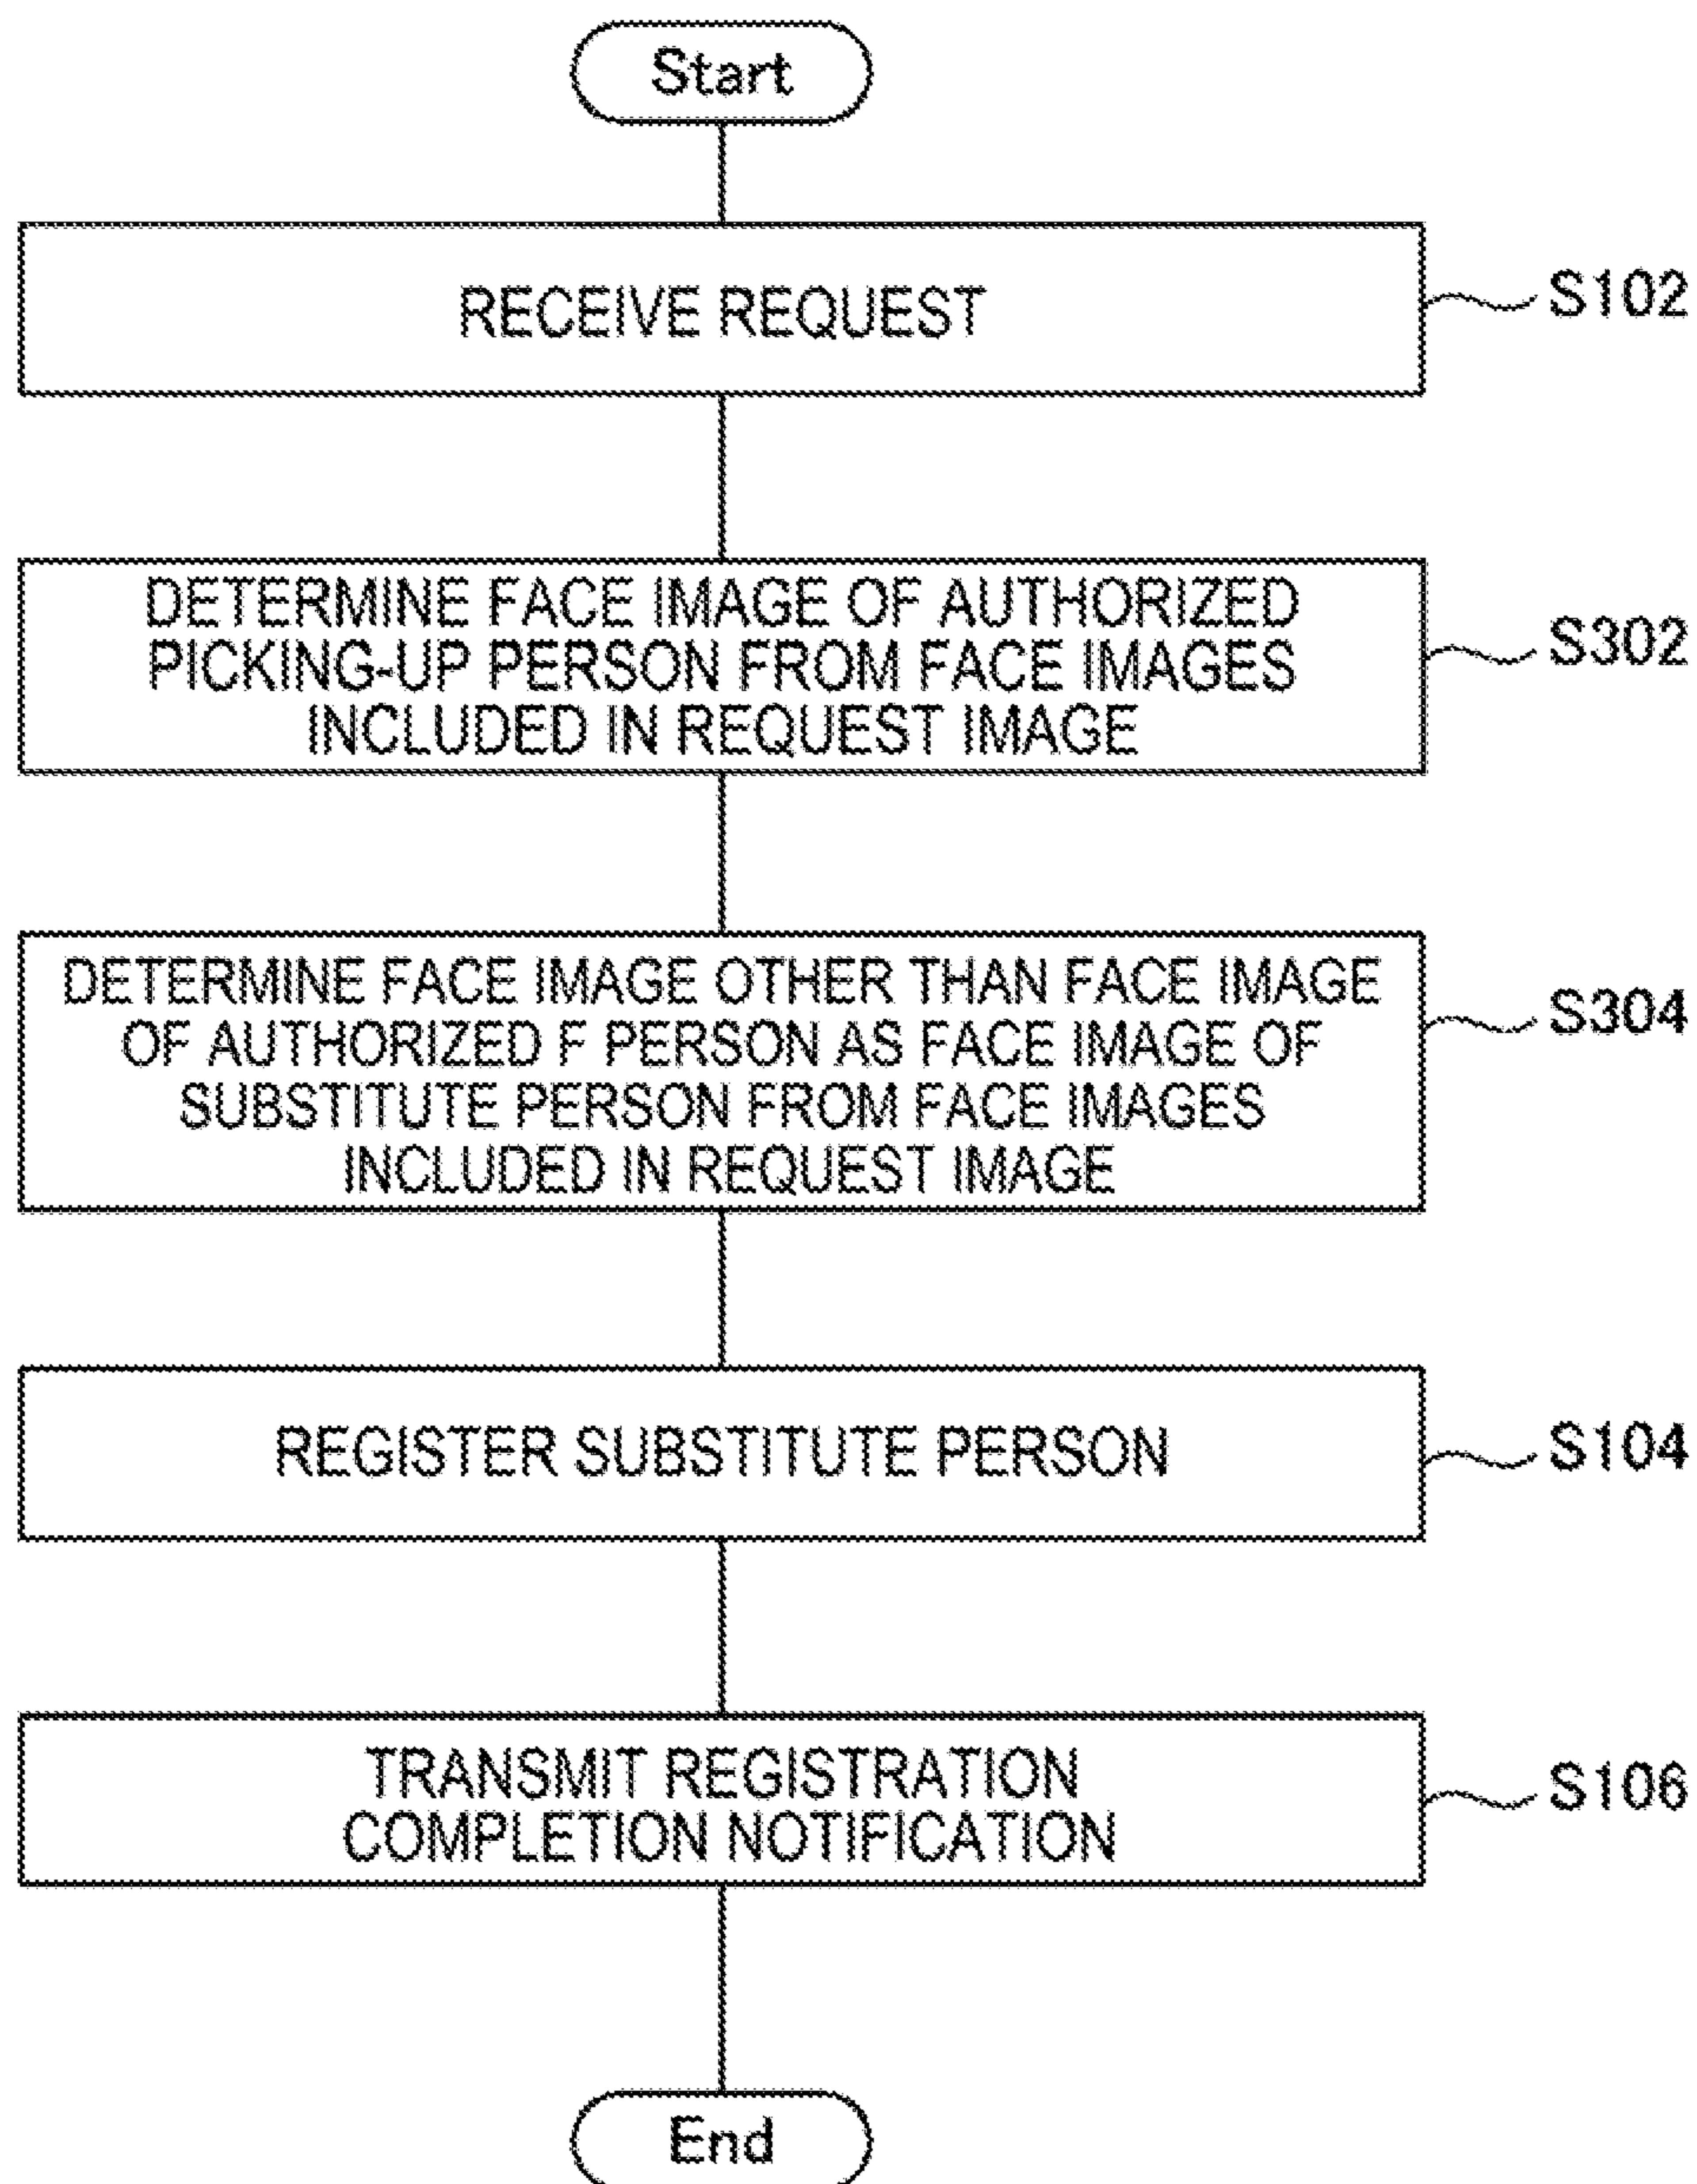 Start
RECEIVE REQUEST
S102
DETERMINE FACE IMAGE OF AUTHORIZED
PICKING-UP PERSON FROM FACE IMAGES
INCLUDED IN REQUEST IMAGE
S302
DETERMINE FACE IMAGE OTHER THAN FACE IMAGE
OF AUTHORIZED F PERSON AS FACE IMAGE OF
SUBSTITUTE PERSON FROM FACE IMAGES
INCLUDED IN REQUEST IMAGE
S304
REGISTER SUBSTITUTE PERSON
S104
TRANSMIT REGISTRATION
COMPLETION NOTIFICATION
S106
End